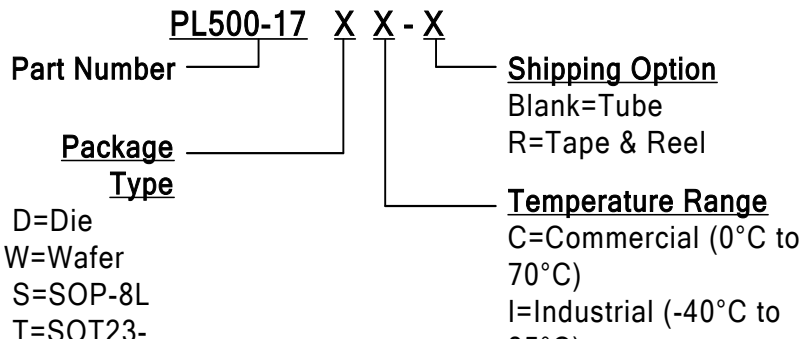 PL500-17 X X - X
Part Number
Shipping Option
Blank=Tube
R=Tape & Reel
Package
Type
D=Die
W=Wafer
S=SOP-8L
T=SOT23-
Temperature Range
C=Commercial (0°C to
70°C)
I=Industrial (-40°C to